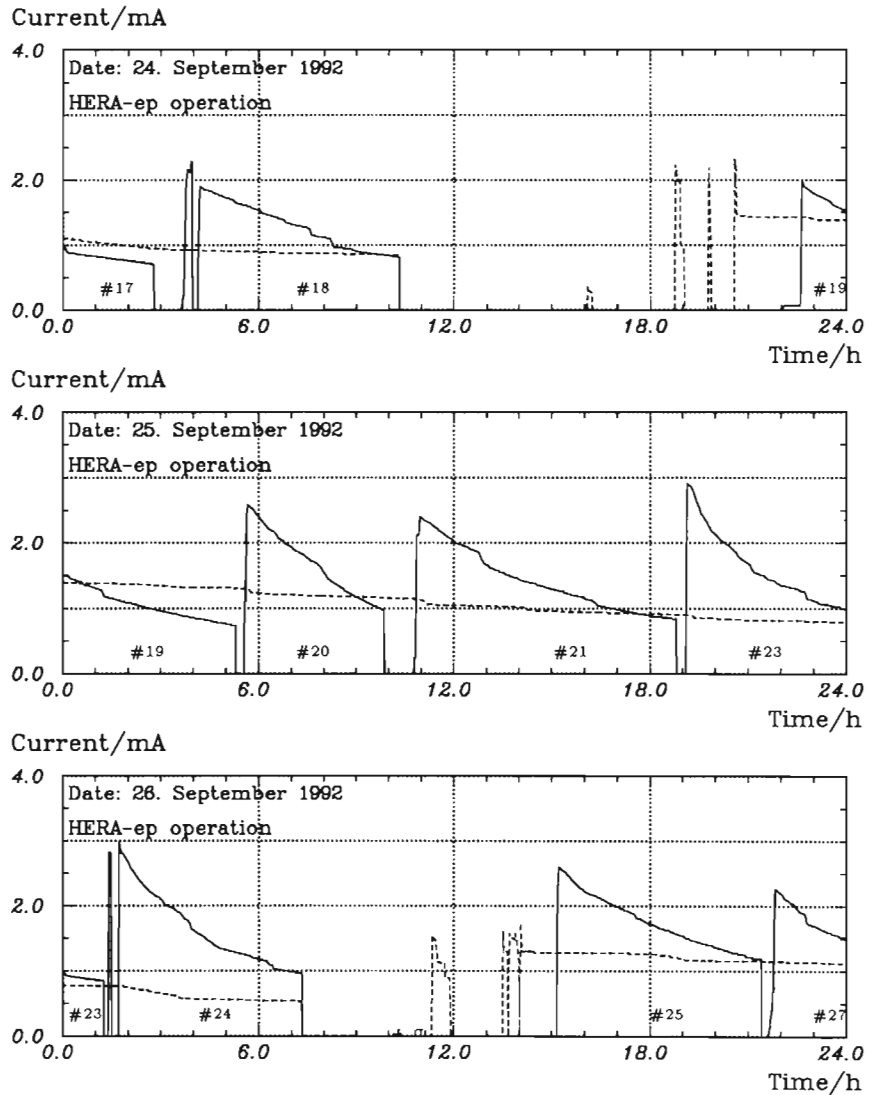 Current/mA
4.0
Date: 24. September 1992
HERA-ep operation
2.0
#17 #18 #19
0.0
0.0 6.0 12.0 18.0 24.0
Time/h
Current/mA
4.0
Date: 25. September 1992
HERA-ep operation
2.0
#19 #20 #21 #23
0.0
0.0 6.0 12.0 18.0 24.0
Time/h
Current/mA
4.0
Date: 26. September 1992
HERA-ep operation
2.0
#23 #24 #25 #27
0.0
0.0 6.0 12.0 18.0 24.0
Time/h